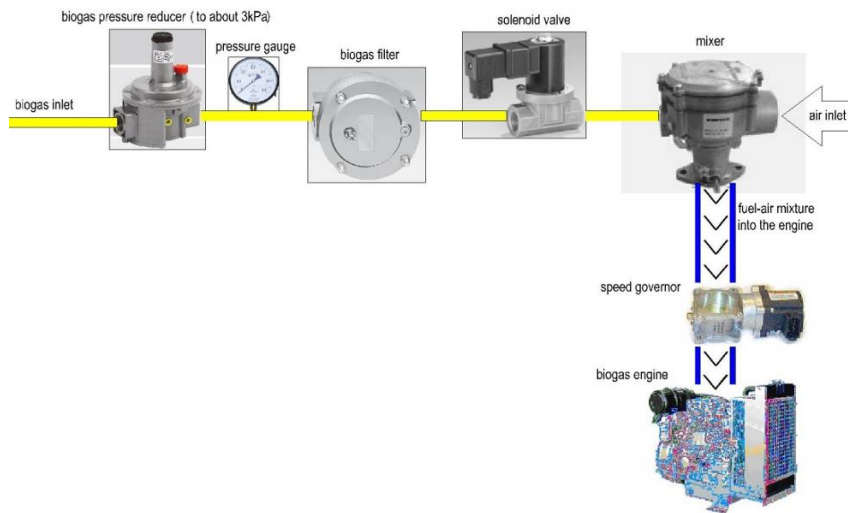 biogas pressure reducer ( to about 3kPa)
solenoid valve
pressure gauge
biogas filter
mixer
biogas inlet
air inlet
fuel-air mixture
into the engine
speed governor
biogas engine